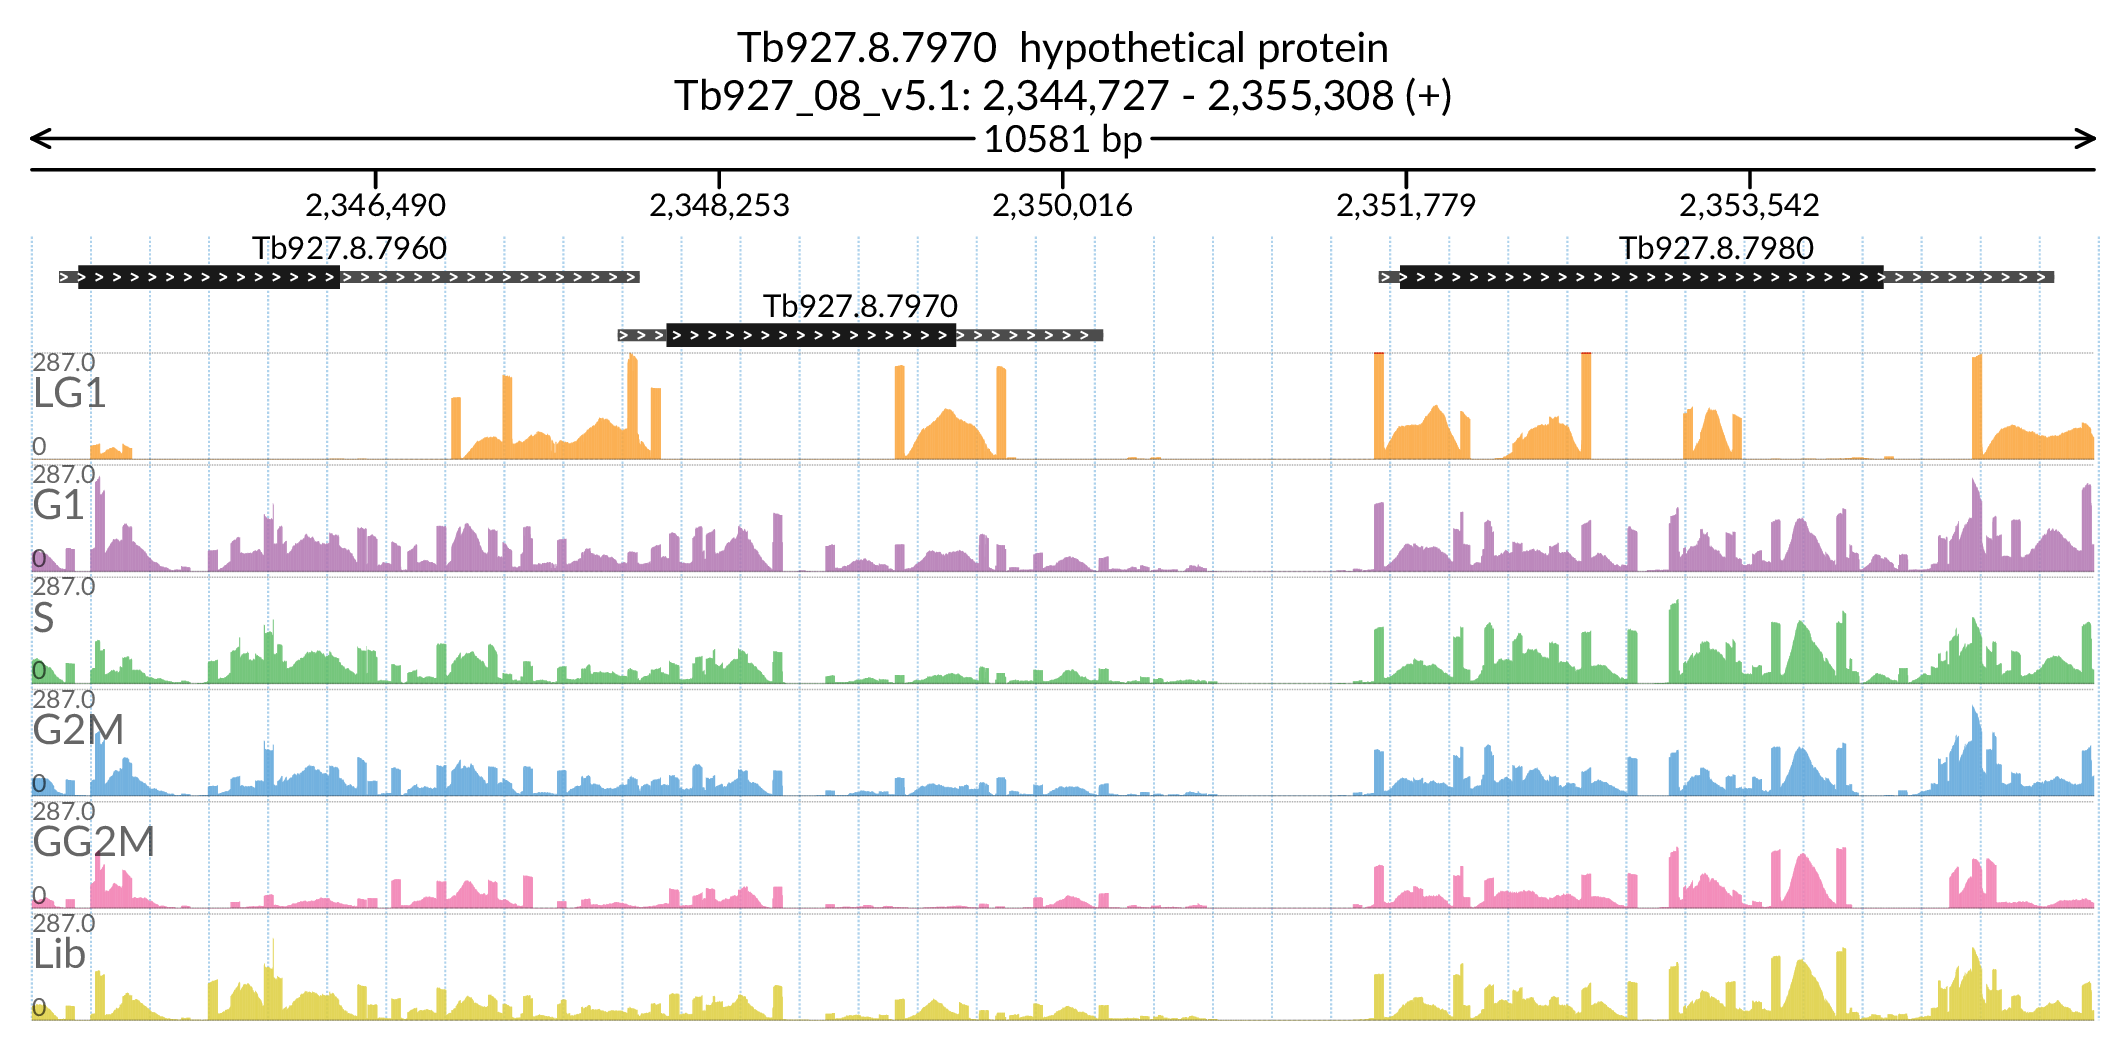 Tb927.8.7970  hypothetical protein
Tb927_08_v5.1: 2,344,727 - 2,355,308 (+)
10581 bp
2,346,490 2,348,253 2,350,016 2,351,779 2,353,542
Tb927.8.7960 Tb927.8.7980
Tb927.8.7970
287.0
LG1
0
287.0
G1
0
287.0
S
0
287.0
G2M
0
287.0
GG2M
0
287.0
Lib
0